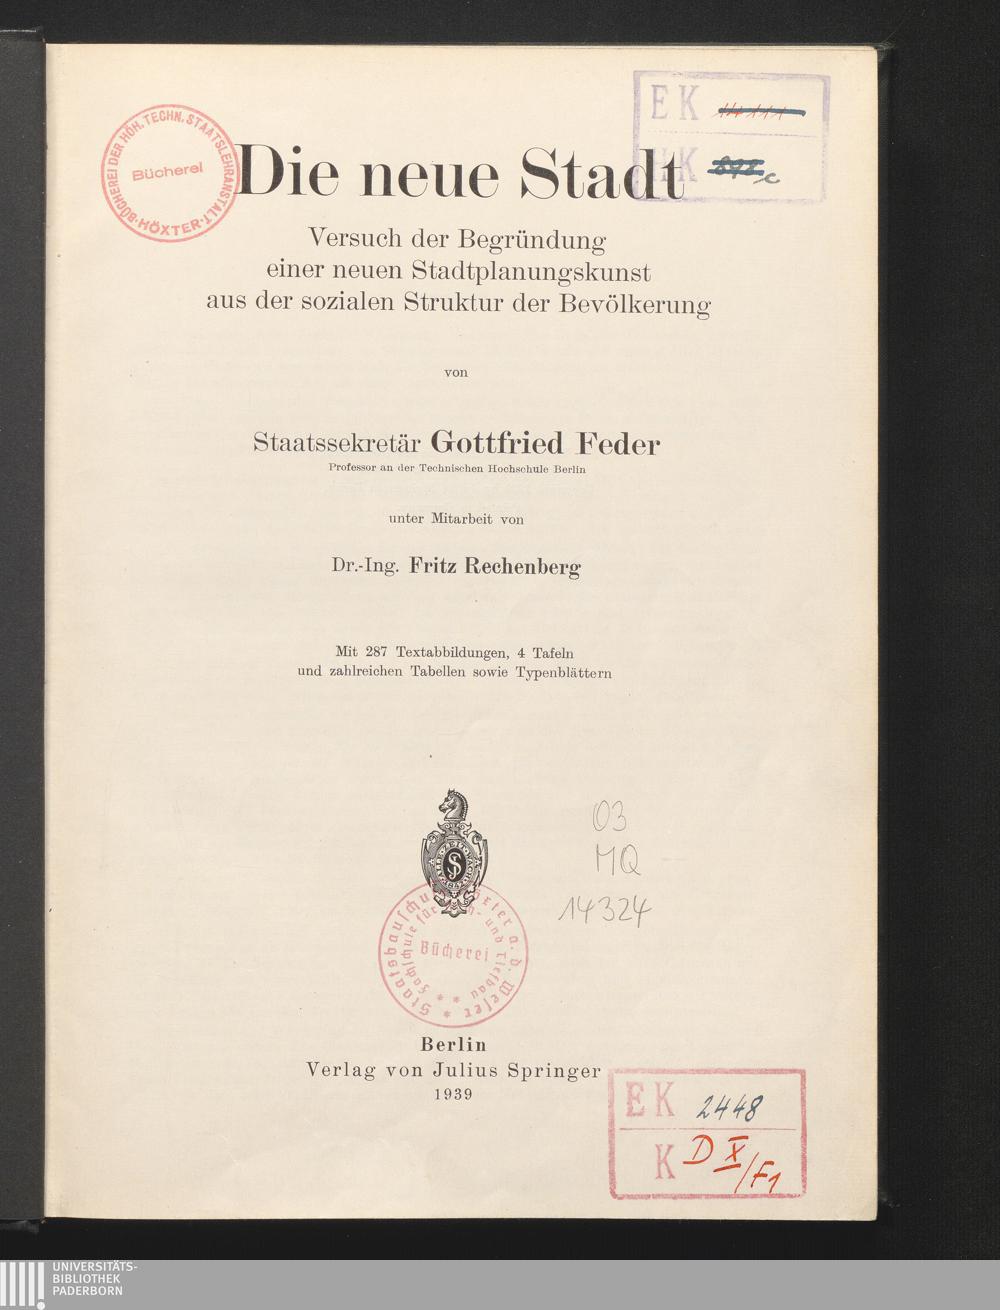 BÜCHEREI DER HÖH. TECHN. STAATSLEHRANSTALT
Bücherei
HÖXTER
EK
K
c
Die neue Stadt
Versuch der Begründung
einer neuen Stadtplanungskunst
aus der sozialen Struktur der Bevölkerung
von
Staatssekretär Gottfried Feder
Professor an der Technischen Hochschule Berlin
unter Mitarbeit von
Dr.-Ing. Fritz Rechenberg
Mit 287 Textabbildungen, 4 Tafeln
und zahlreichen Tabellen sowie Typenblättern
03
MQ
14324
Bücherei
Berlin
Verlag von Julius Springer
1939
EK 2448
K D X/F1
UNIVERSITÄTS-
BIBLIOTHEK
PADERBORN